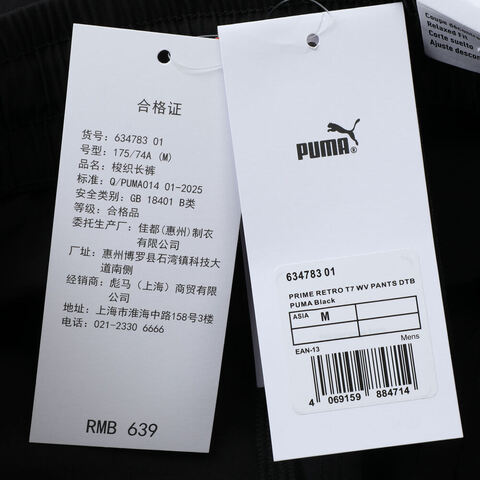 合格证
货号: 634783 01
号型: 175/74A (M)
品名: 梭织长裤
标准: Q/PUMA014 01-2025
安全类别: GB 18401 B类
等级: 合格品
委托生产厂: 佳都(惠州)制衣
有限公司
厂址: 惠州博罗县石湾镇科技大
道南侧
经销商: 彪马(上海)商贸有限
公司
地址: 上海市淮海中路158号3楼
电话: 021-2330 6666
RMB 639
PUMA®
634783 01
PRIME RETRO T7 WV PANTS DTB
PUMA Black
ASIA M
EAN-13 Mens
4 069159 884714
Relaxed Fit
Corte suelto